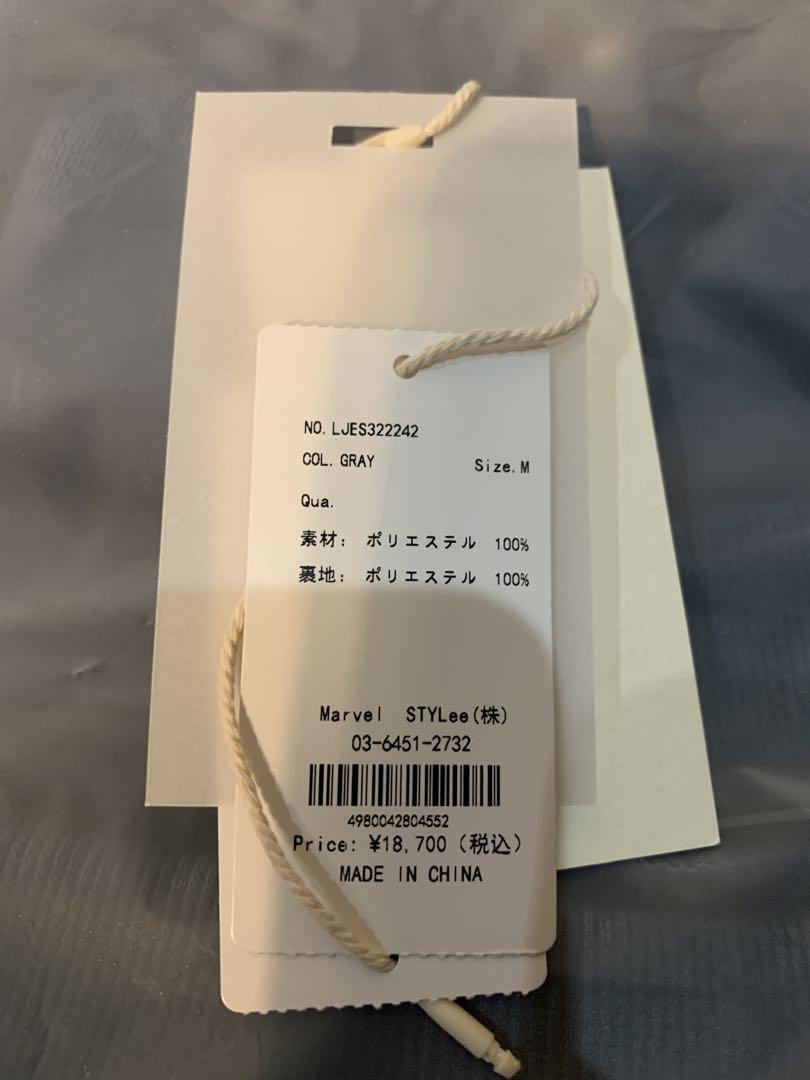 NO. LJES322242
COL. GRAY Size. M
Qua.
素材: ポリエステル 100%
裏地: ポリエステル 100%
Marvel STYLee(株)
03-6451-2732
4980042804552
Price: ¥18,700 (税込)
MADE IN CHINA